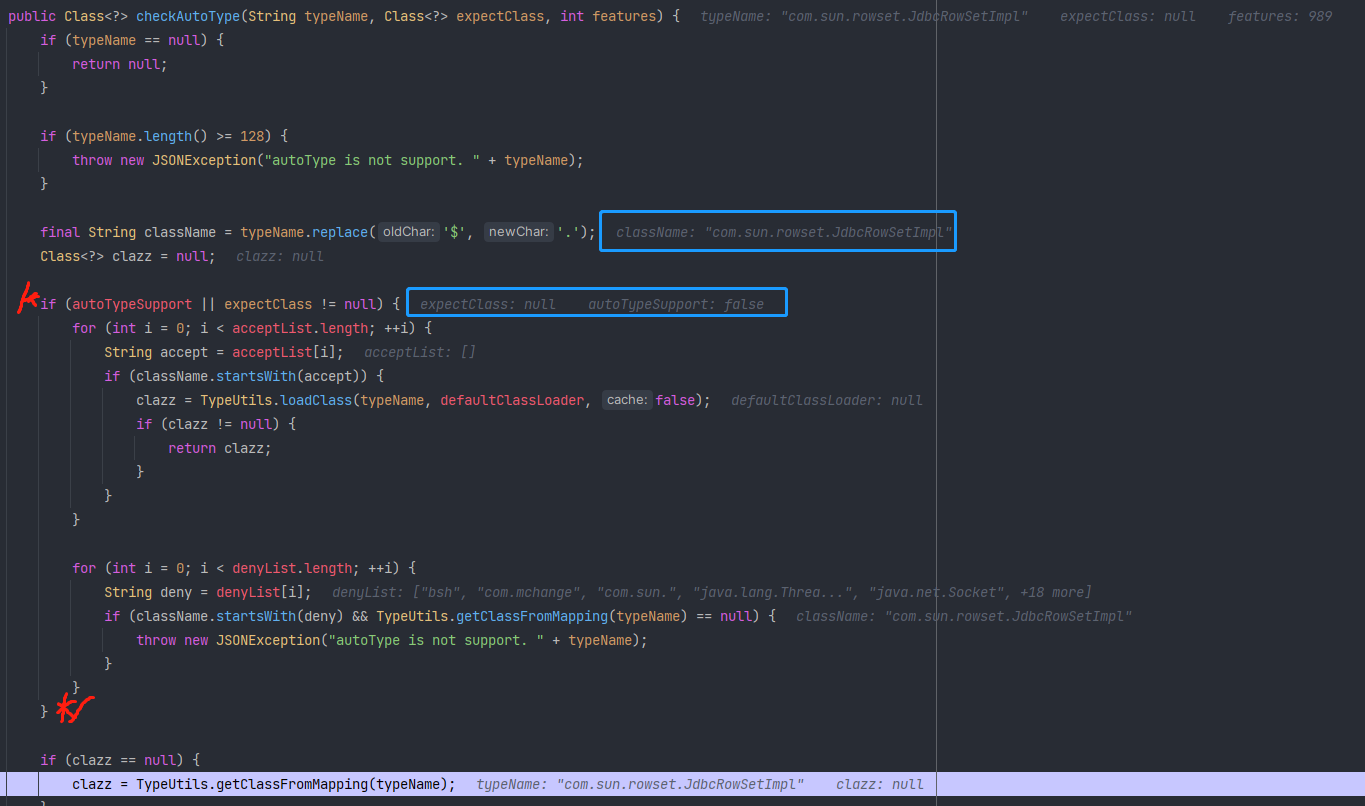 public Class<?> checkAutoType(String typeName, Class<?> expectClass, int features) {   typeName: "com.sun.rowset.JdbcRowSetImpl"    expectClass: null    features: 989
    if (typeName == null) {
        return null;
    }
    if (typeName.length() >= 128) {
        throw new JSONException("autoType is not support. " + typeName);
    }
    final String className = typeName.replace( oldChar: '$', newChar: '.');   className: "com.sun.rowset.JdbcRowSetImpl"
    Class<?> clazz = null;   clazz: null
    if (autoTypeSupport || expectClass != null) {   expectClass: null    autoTypeSupport: false
        for (int i = 0; i < acceptList.length; ++i) {
            String accept = acceptList[i];   acceptList: []
            if (className.startsWith(accept)) {
                clazz = TypeUtils.loadClass(typeName, defaultClassLoader, cache: false);   defaultClassLoader: null
                if (clazz != null) {
                    return clazz;
                }
            }
        }
        for (int i = 0; i < denyList.length; ++i) {
            String deny = denyList[i];   denyList: ["bsh", "com.mchange", "com.sun.", "java.lang.Threa...", "java.net.Socket", +18 more]
            if (className.startsWith(deny) && TypeUtils.getClassFromMapping(typeName) == null) {   className: "com.sun.rowset.JdbcRowSetImpl"
                throw new JSONException("autoType is not support. " + typeName);
            }
        }
    }
    if (clazz == null) {
        clazz = TypeUtils.getClassFromMapping(typeName);   typeName: "com.sun.rowset.JdbcRowSetImpl"    clazz: null